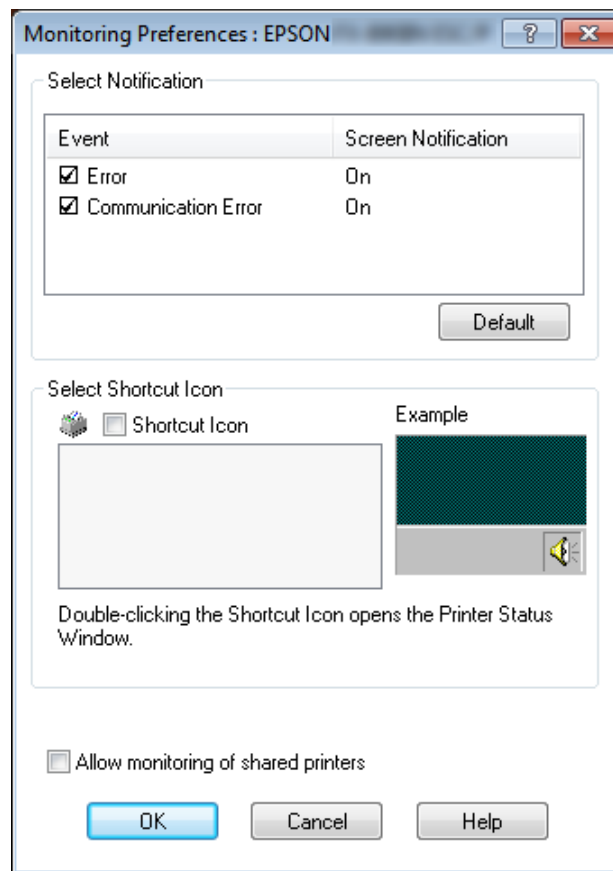 Monitoring Preferences : EPSON
Select Notification
Event Screen Notification
Error On
Communication Error On
Default
Select Shortcut Icon
Shortcut Icon
Example
Double-clicking the Shortcut Icon opens the Printer Status
Window.
Allow monitoring of shared printers
OK Cancel Help